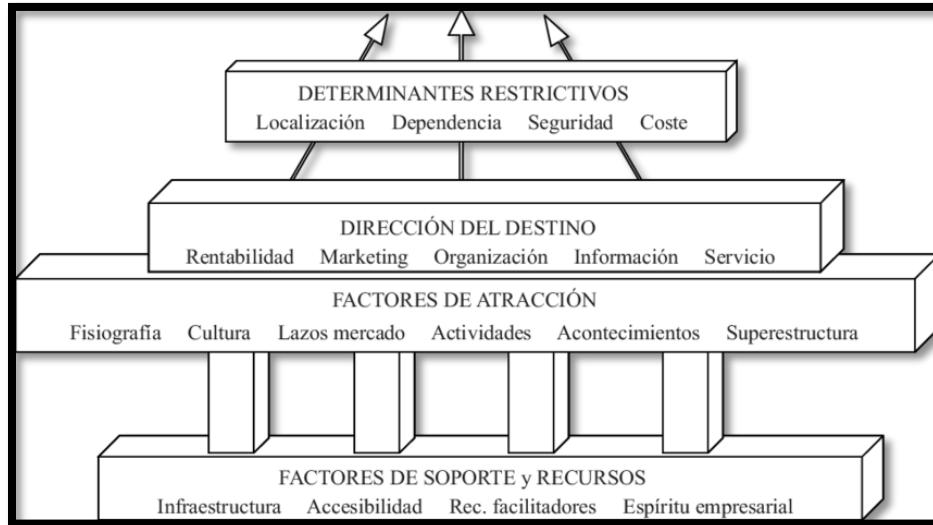 DETERMINANTES RESTRICTIVOS
Localización Dependencia Seguridad Coste
DIRECCIÓN DEL DESTINO
Rentabilidad Marketing Organización Información Servicio
FACTORES DE ATRACCIÓN
Fisiografía Cultura Lazos mercado Actividades Acontecimientos Superestructura
FACTORES DE SOPORTE y RECURSOS
Infraestructura Accesibilidad Rec. facilitadores Espíritu empresarial